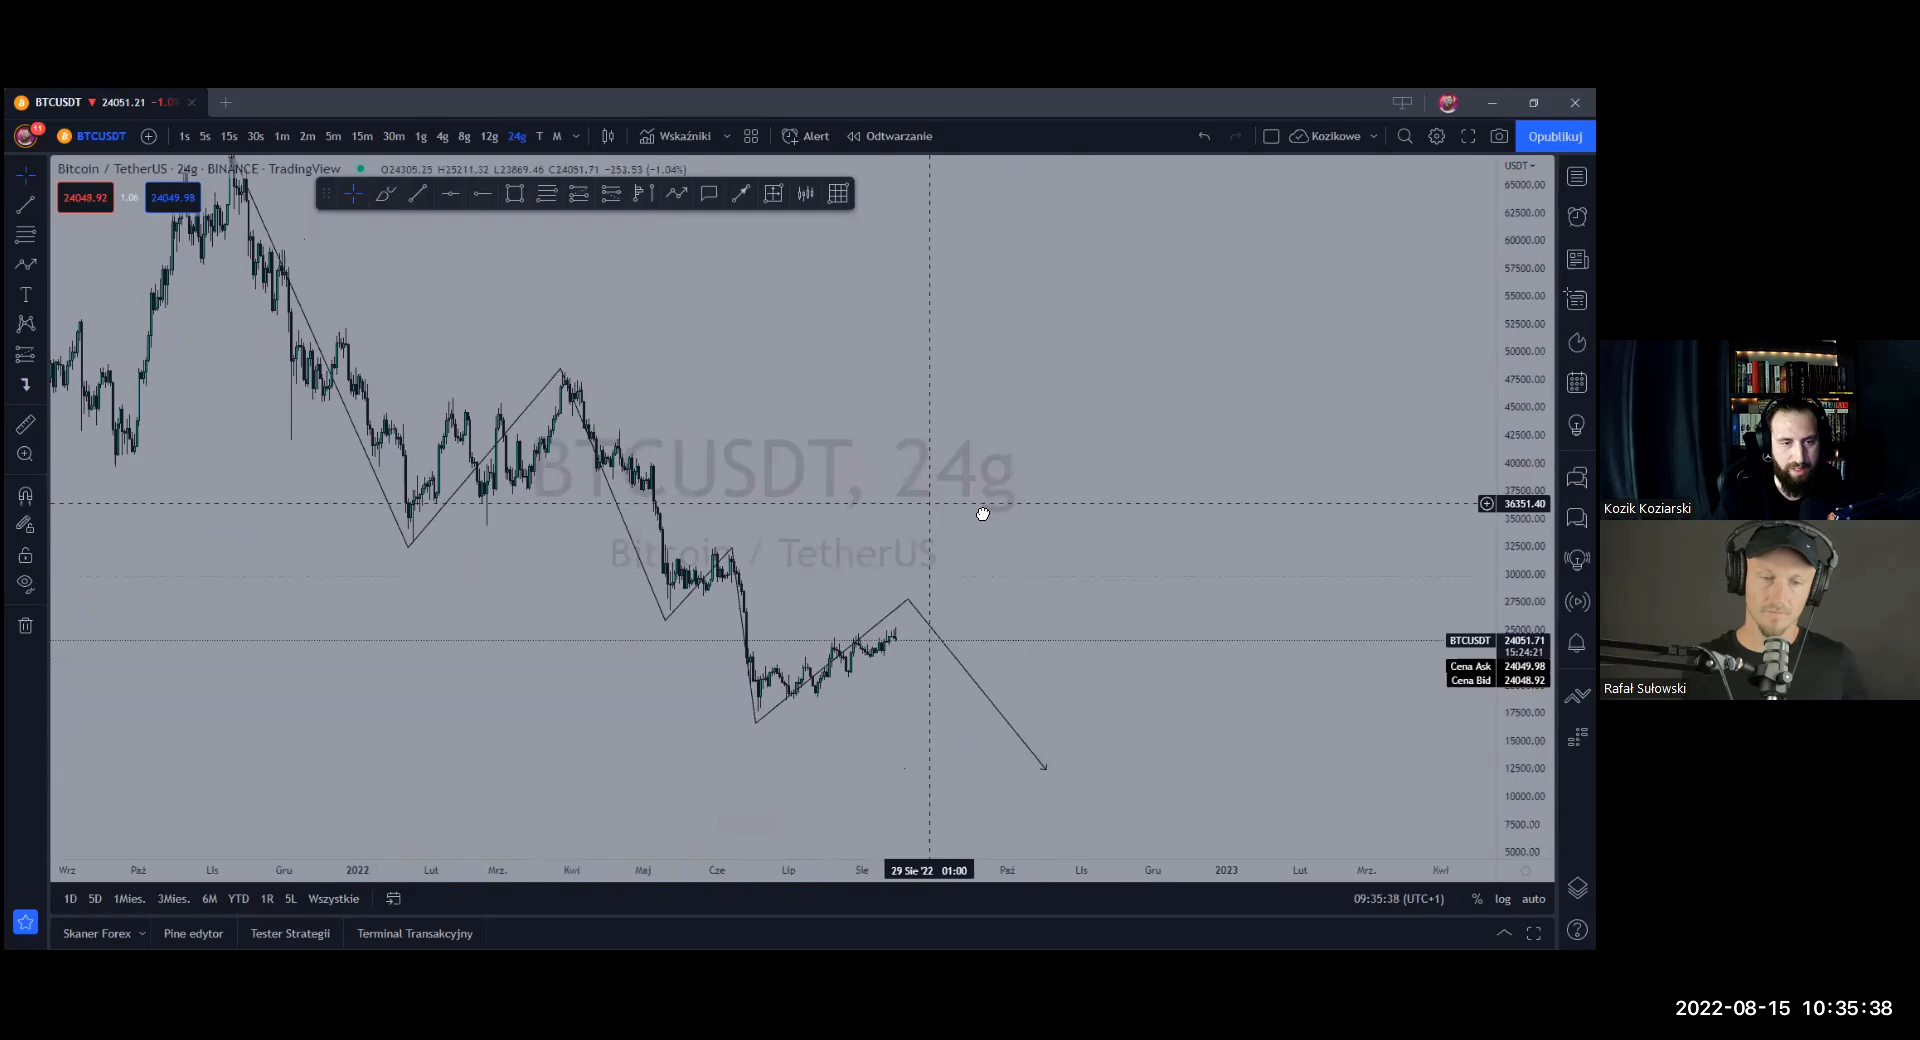 BTCUSDT 24051.21 −1.0
11 BTCUSDT 1s 5s 15s 30s 1m 2m 5m 15m 30m 1g 4g 8g 12g 24g T M Wskaźniki Alert Odtwarzanie Kozikowe Opublikuj
Bitcoin / TetherUS · 24g · BINANCE · TradingView O24305.25 H25211.32 L23869.46 C24051.71 −253.53 (−1.04%) USDT
24048.92 1.06 24049.98
65000.00
62500.00
60000.00
57500.00
55000.00
52500.00
50000.00
47500.00
45000.00
42500.00
40000.00
BTCUSDT, 24g
37500.00
36351.40
35000.00
32500.00
Bitcoin / TetherUS
30000.00
27500.00
25000.00
BTCUSDT 24051.71
15:24:21
Cena Ask 24049.98
Cena Bid 24048.92
17500.00
15000.00
12500.00
10000.00
7500.00
5000.00
Wrz Paź Lis Gru 2022 Lut Mrz. Kwi Maj Cze Lip Sie 29 Sie '22 01:00 Paź Lis Gru 2023 Lut Mrz. Kwi
1D 5D 1Mies. 3Mies. 6M YTD 1R 5L Wszystkie 09:35:38 (UTC+1) % log auto
Skaner Forex Pine edytor Tester Strategii Terminal Transakcyjny
Kozik Koziarski
Rafał Sułowski
2022-08-15 10:35:38